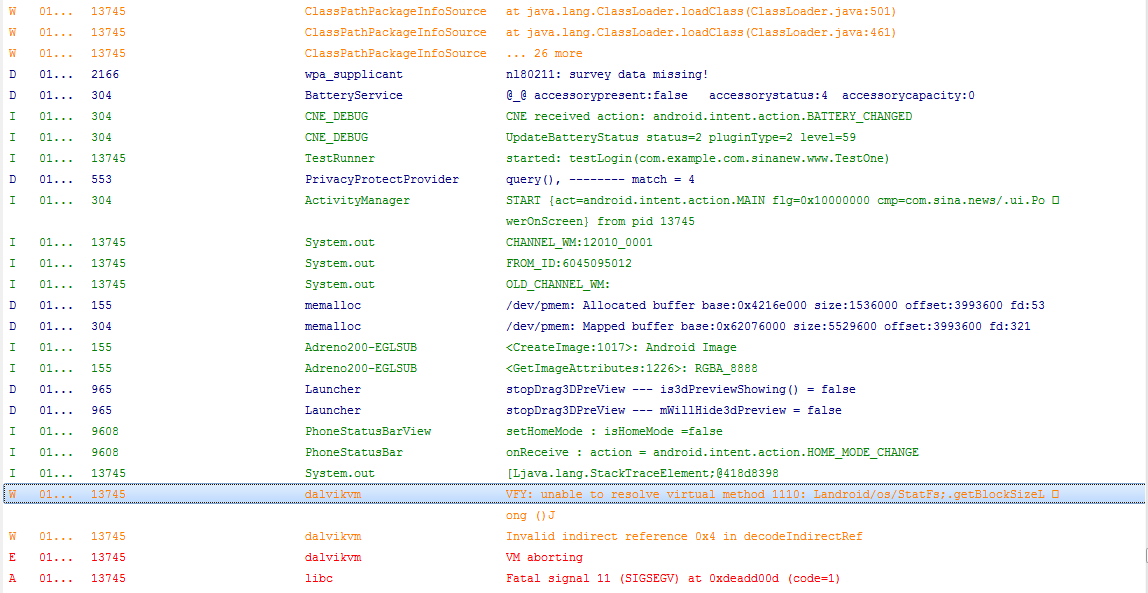 W 01... 13745 ClassPathPackageInfoSource at java.lang.ClassLoader.loadClass(ClassLoader.java:501)
W 01... 13745 ClassPathPackageInfoSource at java.lang.ClassLoader.loadClass(ClassLoader.java:461)
W 01... 13745 ClassPathPackageInfoSource ... 26 more
D 01... 2166 wpa_supplicant nl80211: survey data missing!
D 01... 304 BatteryService @_@ accessorypresent:false accessorystatus:4 accessorycapacity:0
I 01... 304 CNE_DEBUG CNE received action: android.intent.action.BATTERY_CHANGED
I 01... 304 CNE_DEBUG UpdateBatteryStatus status=2 pluginType=2 level=59
I 01... 13745 TestRunner started: testLogin(com.example.com.sinanew.www.TestOne)
D 01... 553 PrivacyProtectProvider query(), -------- match = 4
I 01... 304 ActivityManager START {act=android.intent.action.MAIN flg=0x10000000 cmp=com.sina.news/.ui.Po
werOnScreen} from pid 13745
I 01... 13745 System.out CHANNEL_WM:12010_0001
I 01... 13745 System.out FROM_ID:6045095012
I 01... 13745 System.out OLD_CHANNEL_WM:
D 01... 155 memalloc /dev/pmem: Allocated buffer base:0x4216e000 size:1536000 offset:3993600 fd:53
D 01... 304 memalloc /dev/pmem: Mapped buffer base:0x62076000 size:5529600 offset:3993600 fd:321
I 01... 155 Adreno200-EGLSUB <CreateImage:1017>: Android Image
I 01... 155 Adreno200-EGLSUB <GetImageAttributes:1226>: RGBA_8888
D 01... 965 Launcher stopDrag3DPreView --- is3dPreviewShowing() = false
D 01... 965 Launcher stopDrag3DPreView --- mWillHide3dPreview = false
I 01... 9608 PhoneStatusBarView setHomeMode : isHomeMode =false
I 01... 9608 PhoneStatusBar onReceive : action = android.intent.action.HOME_MODE_CHANGE
I 01... 13745 System.out [Ljava.lang.StackTraceElement;@418d8398
W 01... 13745 dalvikvm VFY: unable to resolve virtual method 1110: Landroid/os/StatFs;.getBlockSizeL
ong ()J
W 01... 13745 dalvikvm Invalid indirect reference 0x4 in decodeIndirectRef
E 01... 13745 dalvikvm VM aborting
A 01... 13745 libc Fatal signal 11 (SIGSEGV) at 0xdeadd00d (code=1)